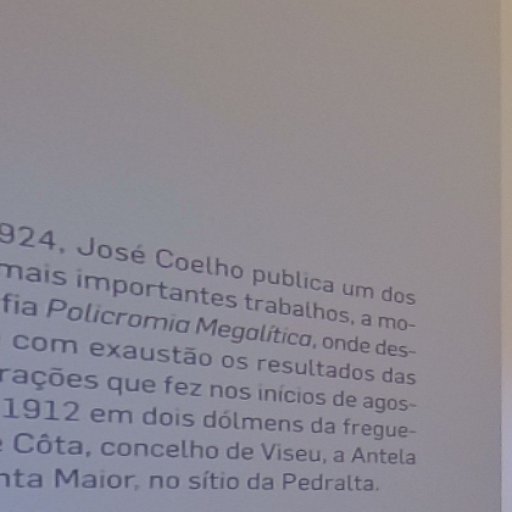 924, José Coelho publica um dos
mais importantes trabalhos, a mo-
fia Policromia Megalítica, onde des-
com exaustão os resultados das
rações que fez nos inícios de agos-
1912 em dois dólmens da fregue-
e Côta, concelho de Viseu, a Antela
nta Maior, no sítio da Pedralta.